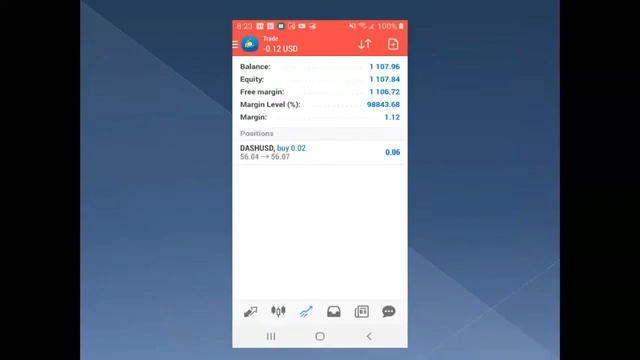 8:23 100%
Trade
-0.12 USD
Balance: 1 107.96
Equity: 1 107.84
Free margin: 1 106.72
Margin Level (%): 98843.68
Margin: 1.12
Positions
DASHUSD, buy 0.02
56.04 → 56.07 0.06